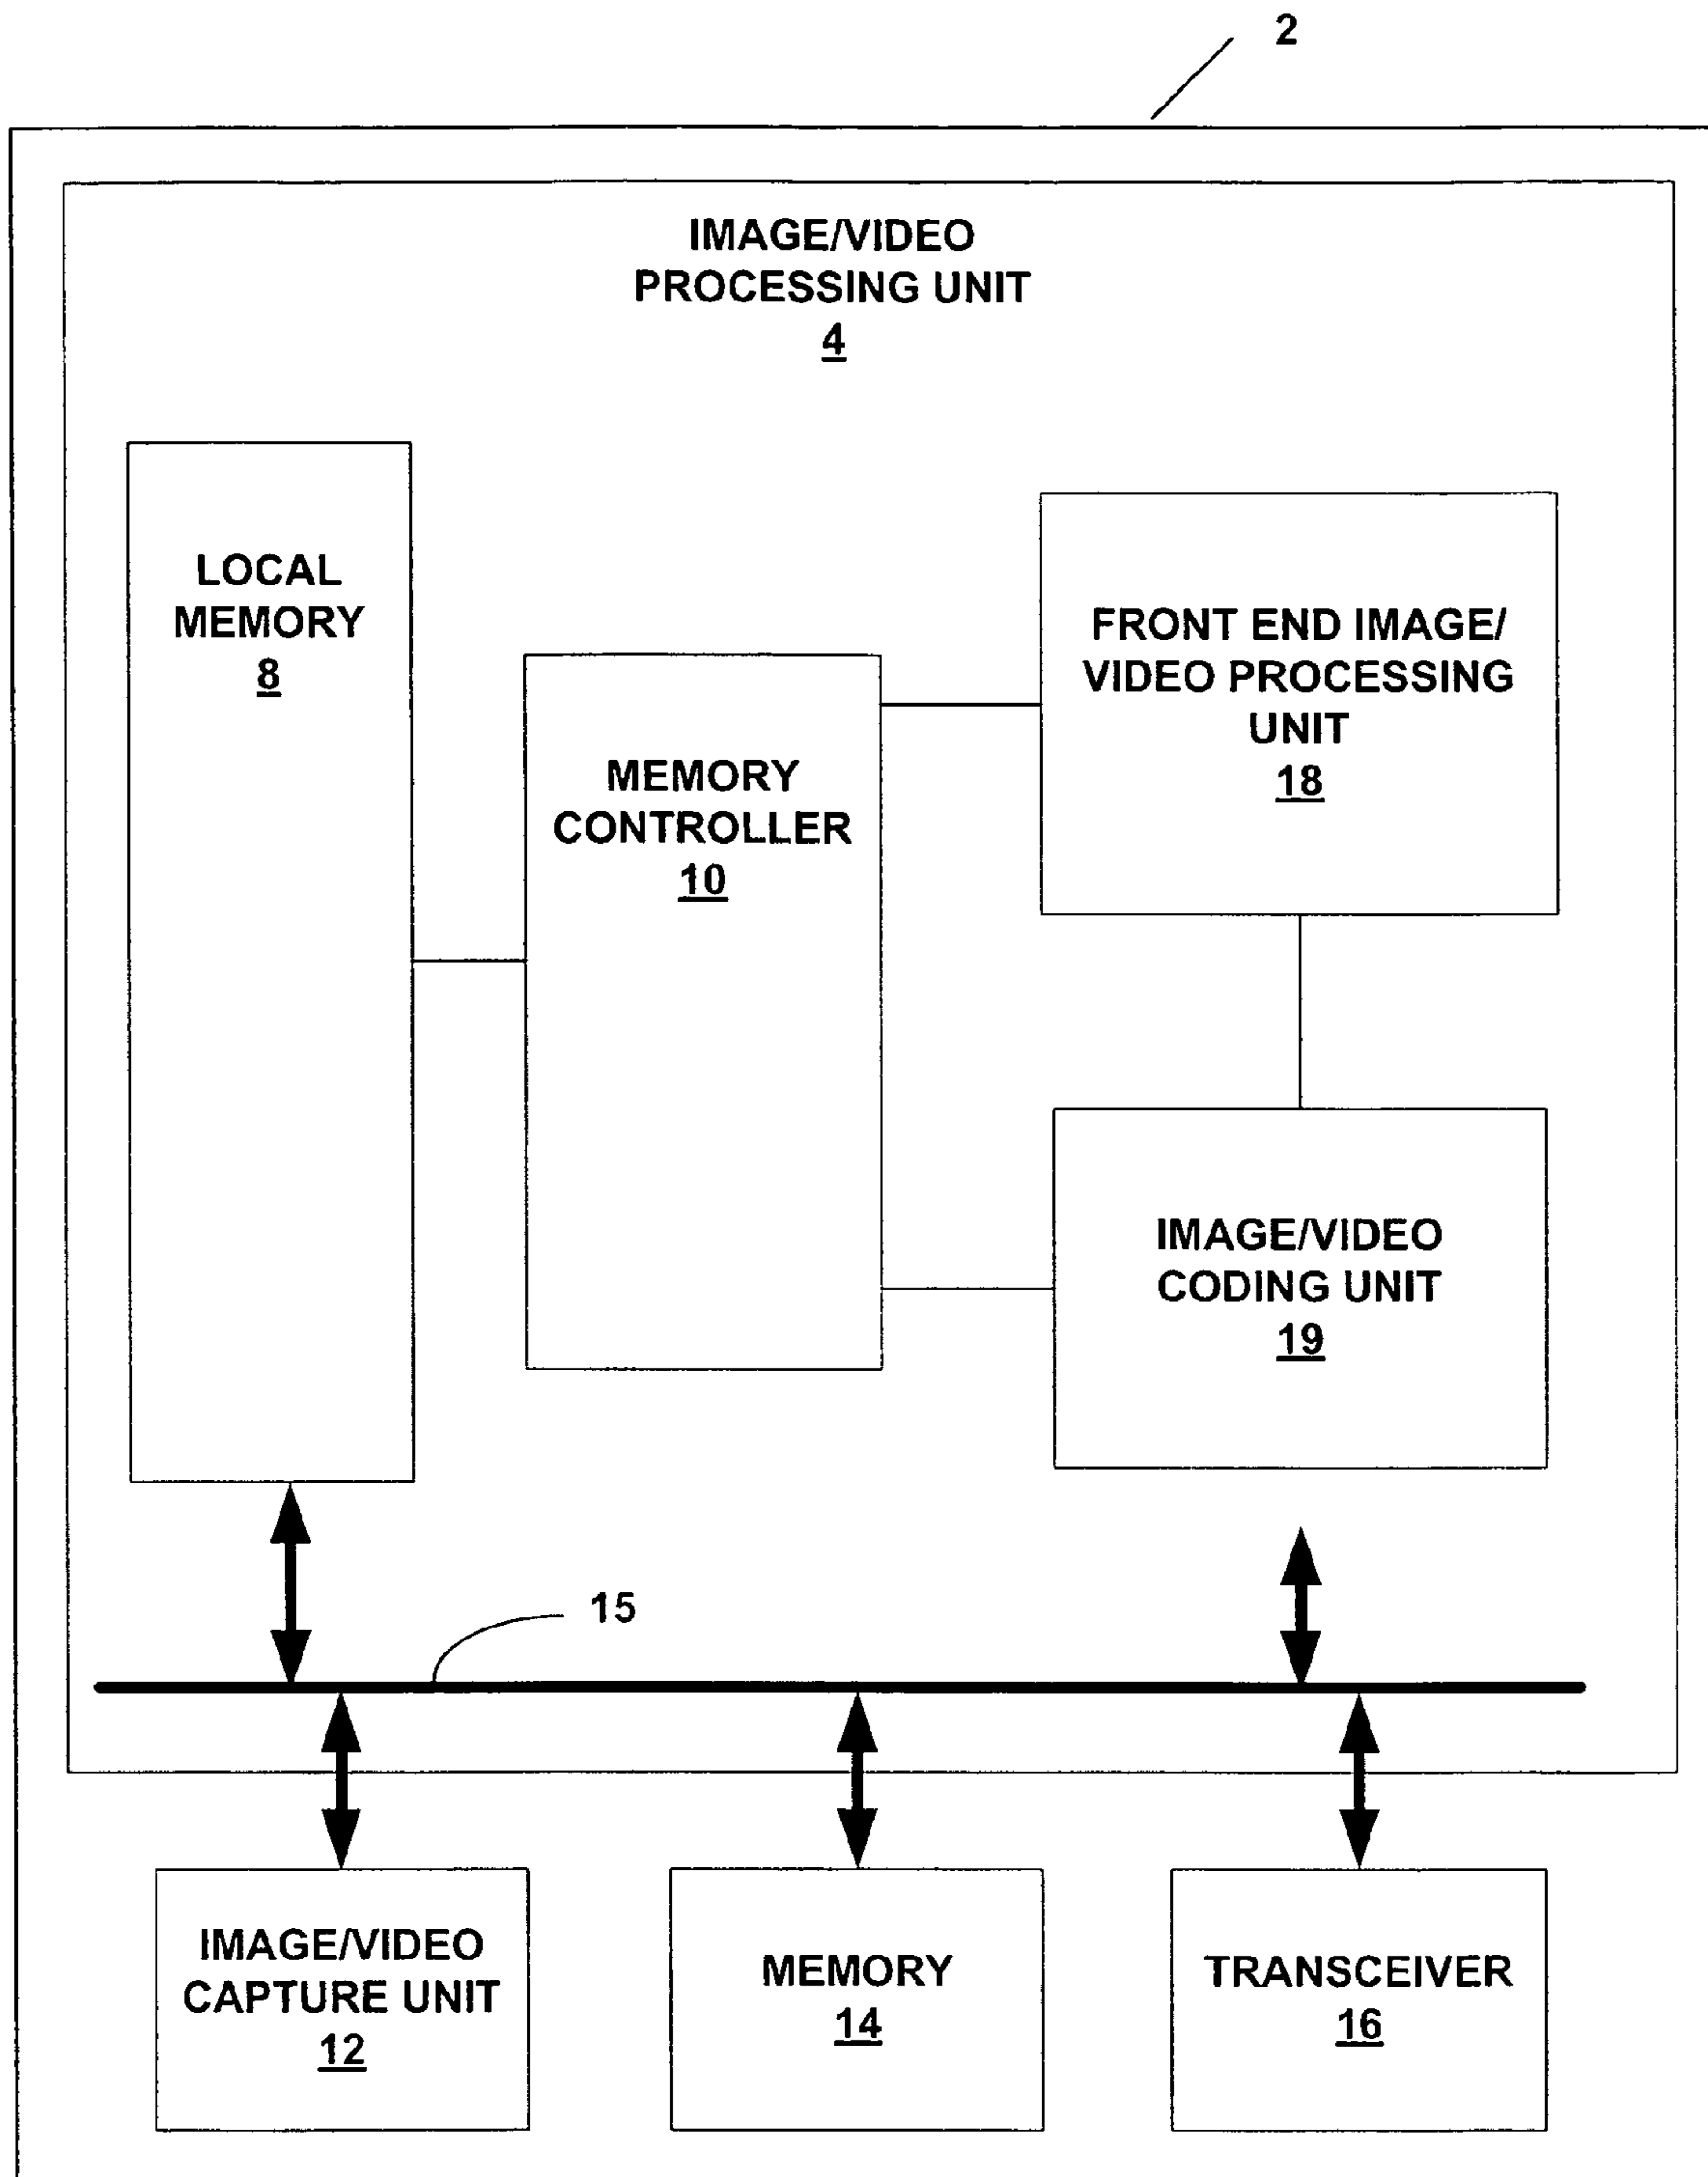 2
IMAGE/VIDEO
PROCESSING UNIT
4
LOCAL
MEMORY
8
MEMORY
CONTROLLER
10
FRONT END IMAGE/
VIDEO PROCESSING
UNIT
18
IMAGE/VIDEO
CODING UNIT
19
15
IMAGE/VIDEO
CAPTURE UNIT
12
MEMORY
14
TRANSCEIVER
16